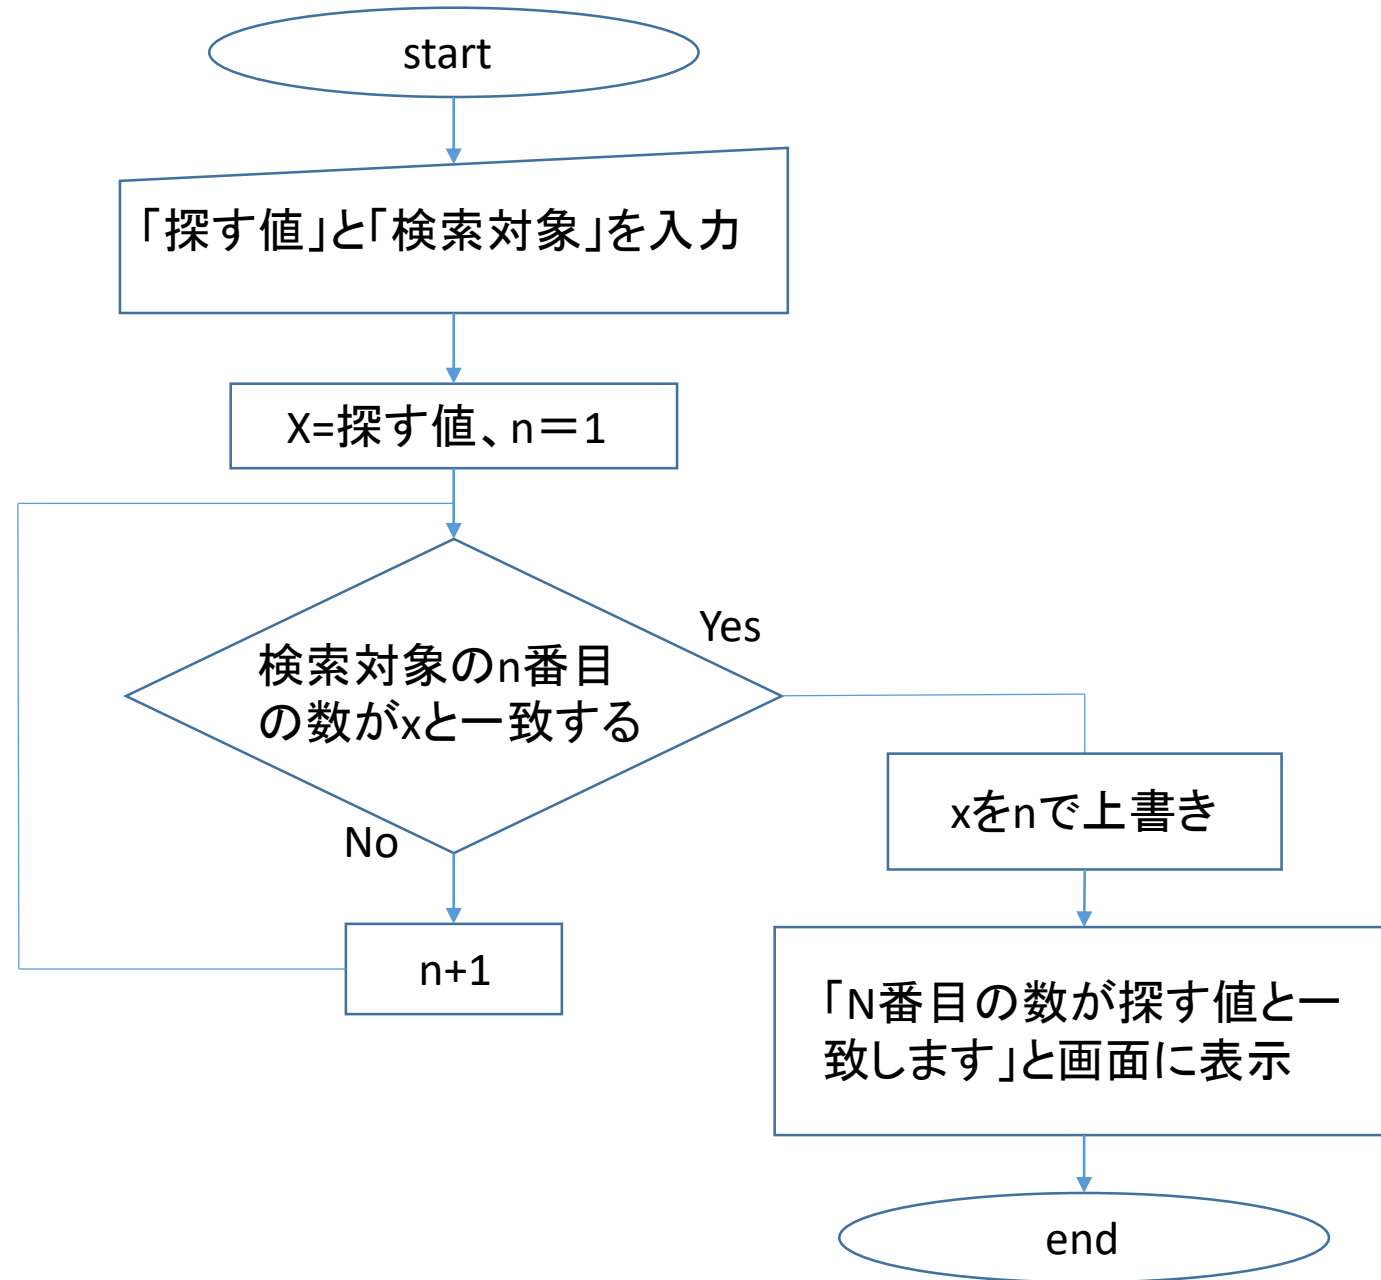 start
「探す値」と「検索対象」を入力
X=探す値、n＝1
検索対象のn番目
の数がxと一致する
Yes
No
n+1
xをnで上書き
「N番目の数が探す値と一
致します」と画面に表示
end